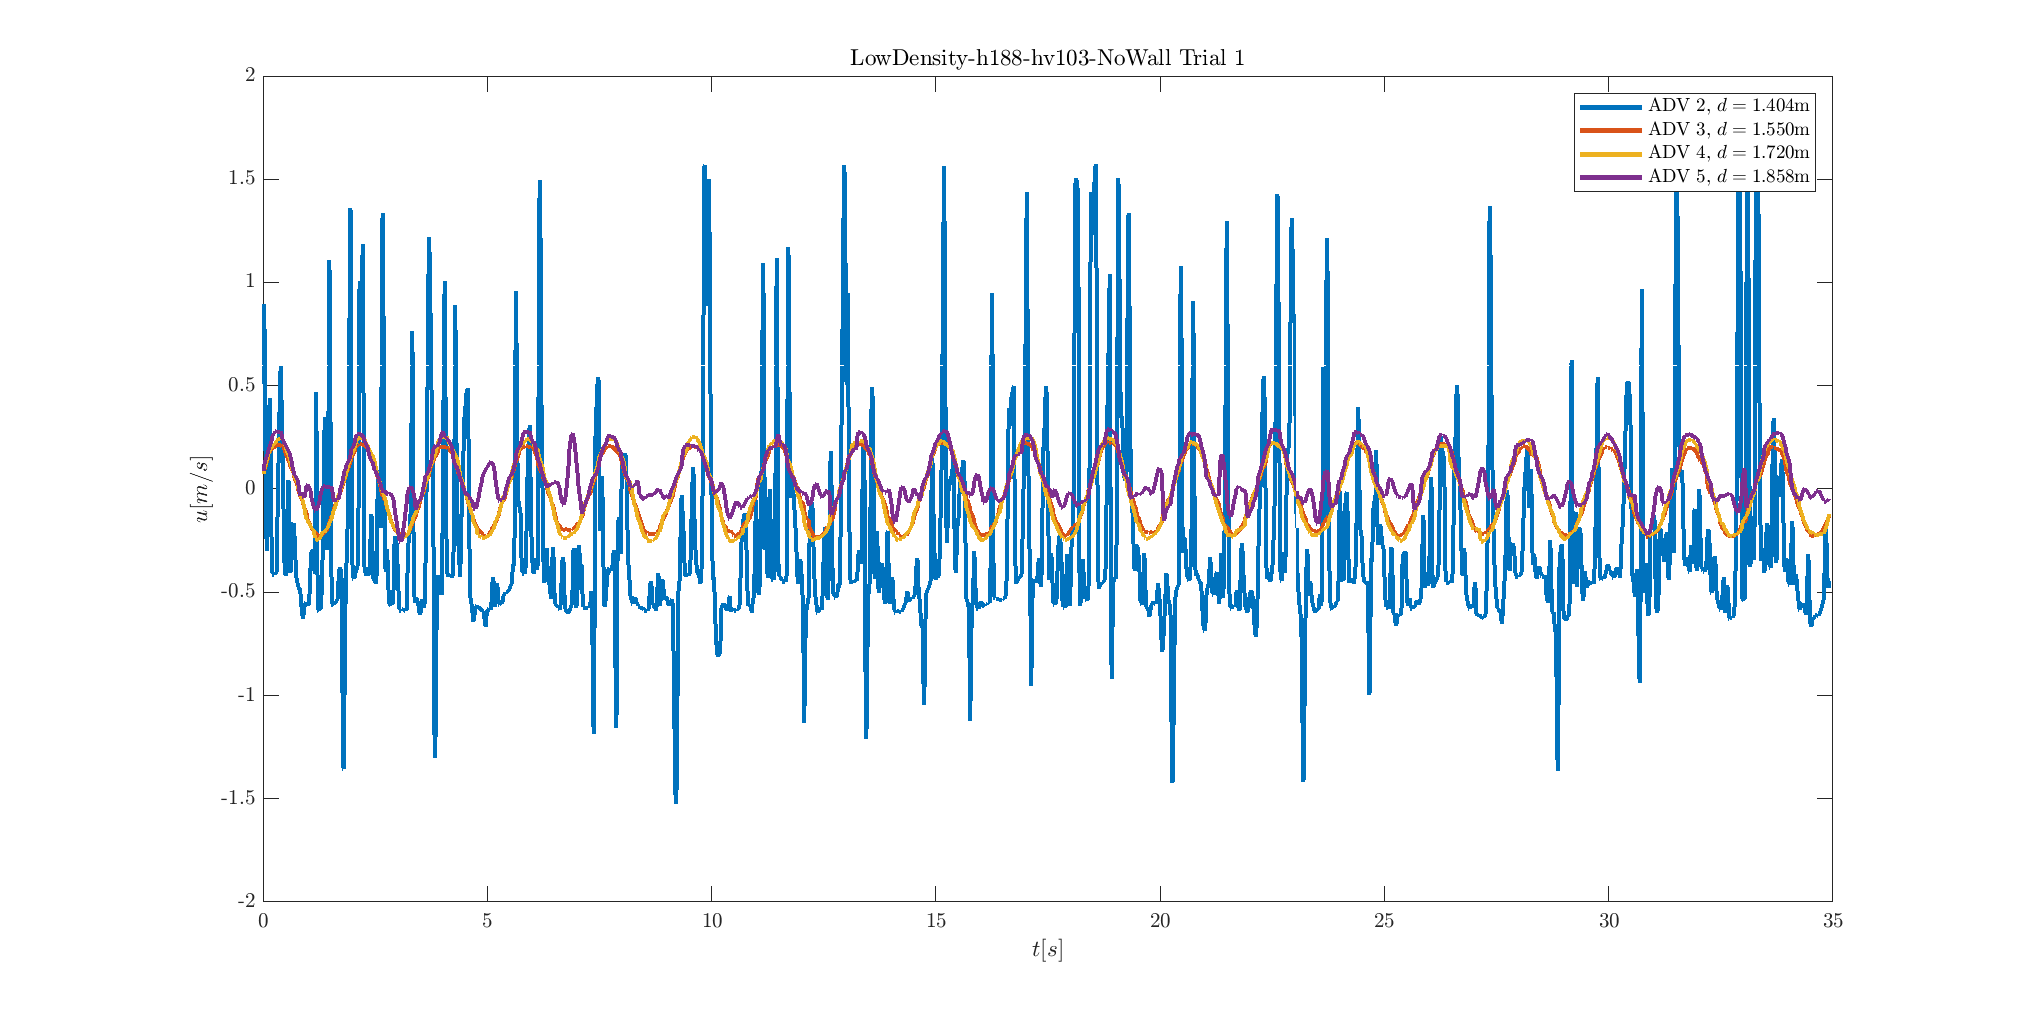 LowDensity-h188-hv103-NoWall Trial 1
2
1.5
1
0.5
0
-0.5
-1
-1.5
-2
u[m/s]
ADV 2, d = 1.404m
ADV 3, d = 1.550m
ADV 4, d = 1.720m
ADV 5, d = 1.858m
0 5 10 15 20 25 30 35
t[s]